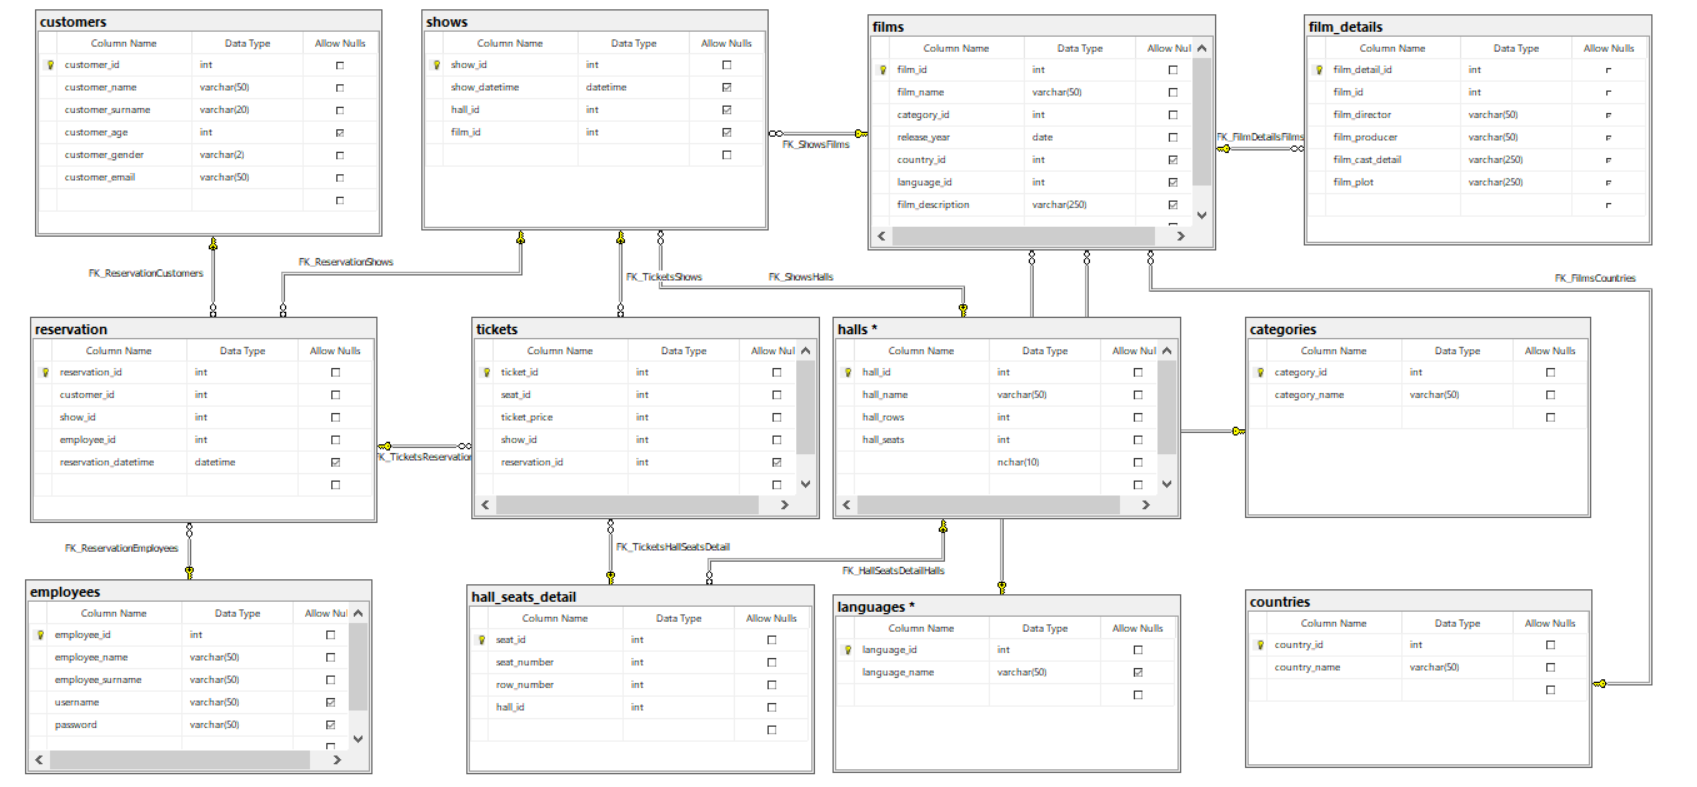 customers
Column Name Data Type Allow Nulls
customer_id int
customer_name varchar(50)
customer_surname varchar(20)
customer_age int
customer_gender varchar(2)
customer_email varchar(50)
shows
Column Name Data Type Allow Nulls
show_id int
show_datetime datetime
hall_id int
film_id int
FK_ShowsFilms
films
Column Name Data Type Allow Nul
film_id int
film_name varchar(50)
category_id int
release_year date
country_id int
language_id int
film_description varchar(250)
FK_FilmDetailsFilms
film_details
Column Name Data Type Allow Nulls
film_detail_id int
film_id int
film_director varchar(50)
film_producer varchar(50)
film_cast_detail varchar(250)
film_plot varchar(250)
FK_ReservationCustomers
FK_ReservationShows
FK_TicketsShows
FK_ShowsHalls
FK_FilmsCountries
reservation
Column Name Data Type Allow Nulls
reservation_id int
customer_id int
show_id int
employee_id int
reservation_datetime datetime
K_TicketsReservation
tickets
Column Name Data Type Allow Nul
ticket_id int
seat_id int
ticket_price int
show_id int
reservation_id int
halls *
Column Name Data Type Allow Nul
hall_id int
hall_name varchar(50)
hall_rows int
hall_seats int
nchar(10)
categories
Column Name Data Type Allow Nulls
category_id int
category_name varchar(50)
FK_ReservationEmployees
FK_TicketsHallSeatsDetail
FK_HallSeatsDetailHalls
employees
Column Name Data Type Allow Nul
employee_id int
employee_name varchar(50)
employee_surname varchar(50)
username varchar(50)
password varchar(50)
hall_seats_detail
Column Name Data Type Allow Nulls
seat_id int
seat_number int
row_number int
hall_id int
languages *
Column Name Data Type Allow Nulls
language_id int
language_name varchar(50)
countries
Column Name Data Type Allow Nulls
country_id int
country_name varchar(50)